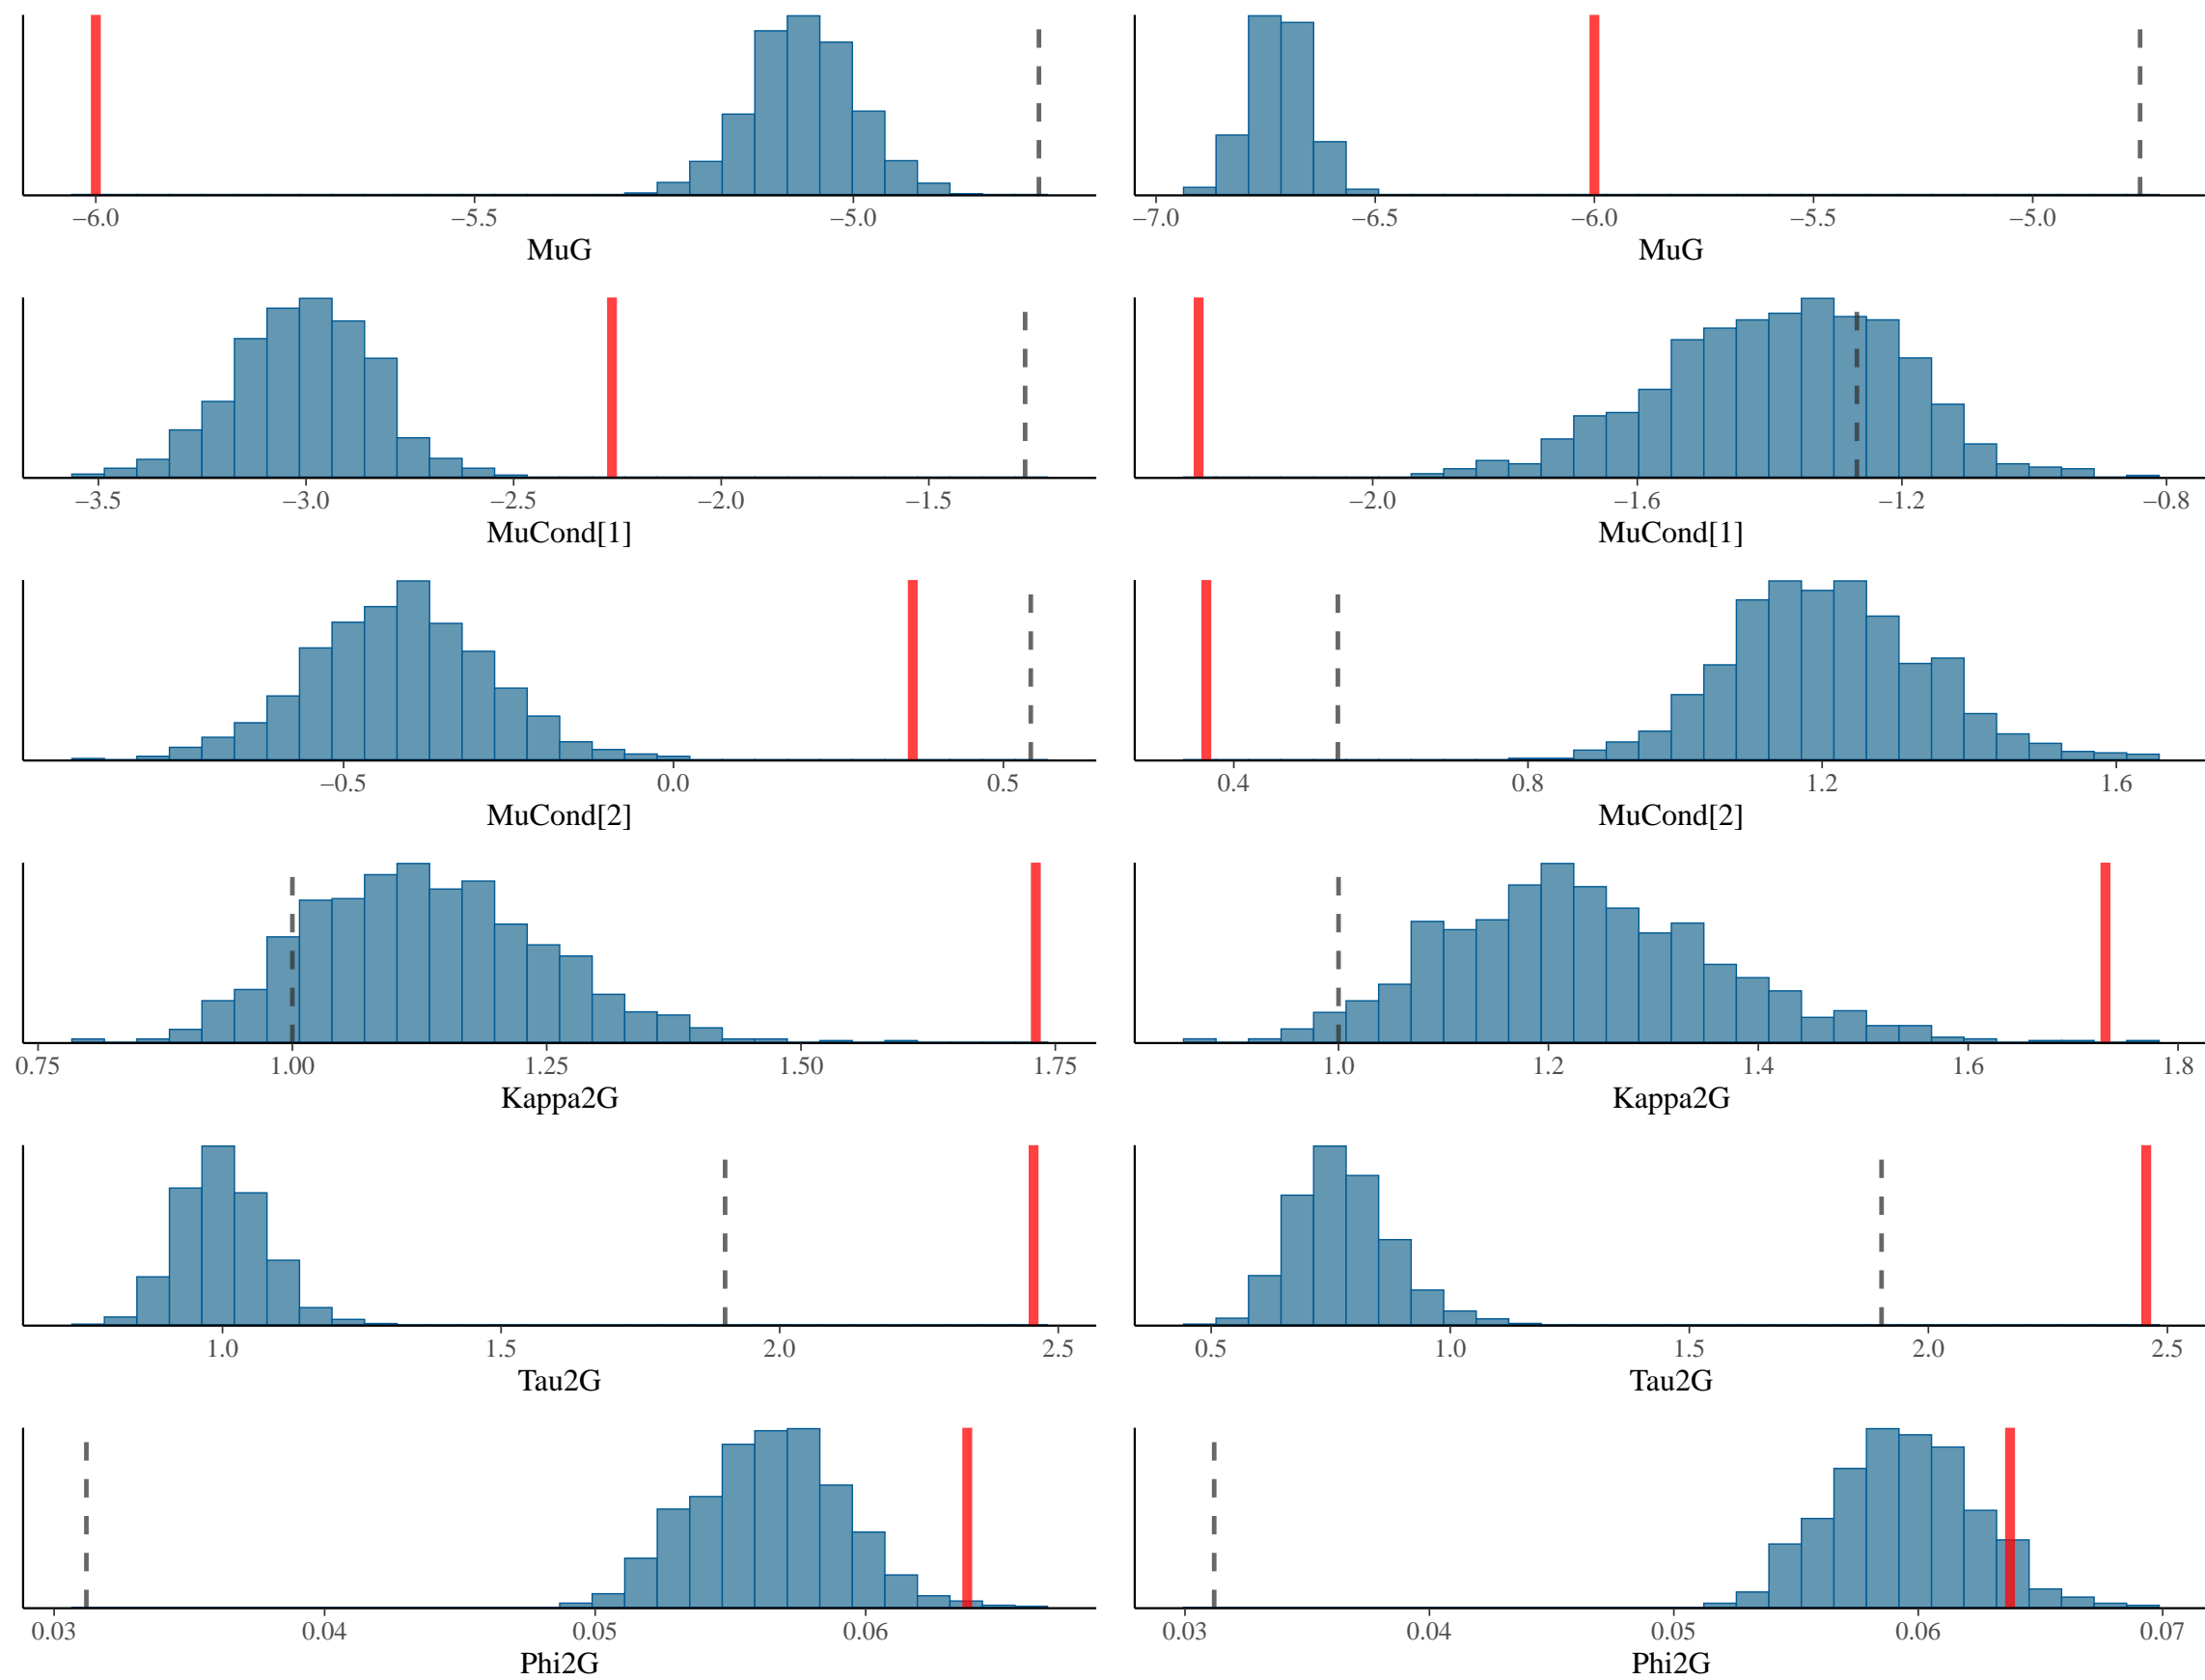 −6.0 −5.5 −5.0
MuG
−7.0 −6.5 −6.0 −5.5 −5.0
MuG
−3.5 −3.0 −2.5 −2.0 −1.5
MuCond[1]
−2.0 −1.6 −1.2 −0.8
MuCond[1]
−0.5 0.0 0.5
MuCond[2]
0.4 0.8 1.2 1.6
MuCond[2]
0.75 1.00 1.25 1.50 1.75
Kappa2G
1.0 1.2 1.4 1.6 1.8
Kappa2G
1.0 1.5 2.0 2.5
Tau2G
0.5 1.0 1.5 2.0 2.5
Tau2G
0.03 0.04 0.05 0.06
Phi2G
0.03 0.04 0.05 0.06 0.07
Phi2G